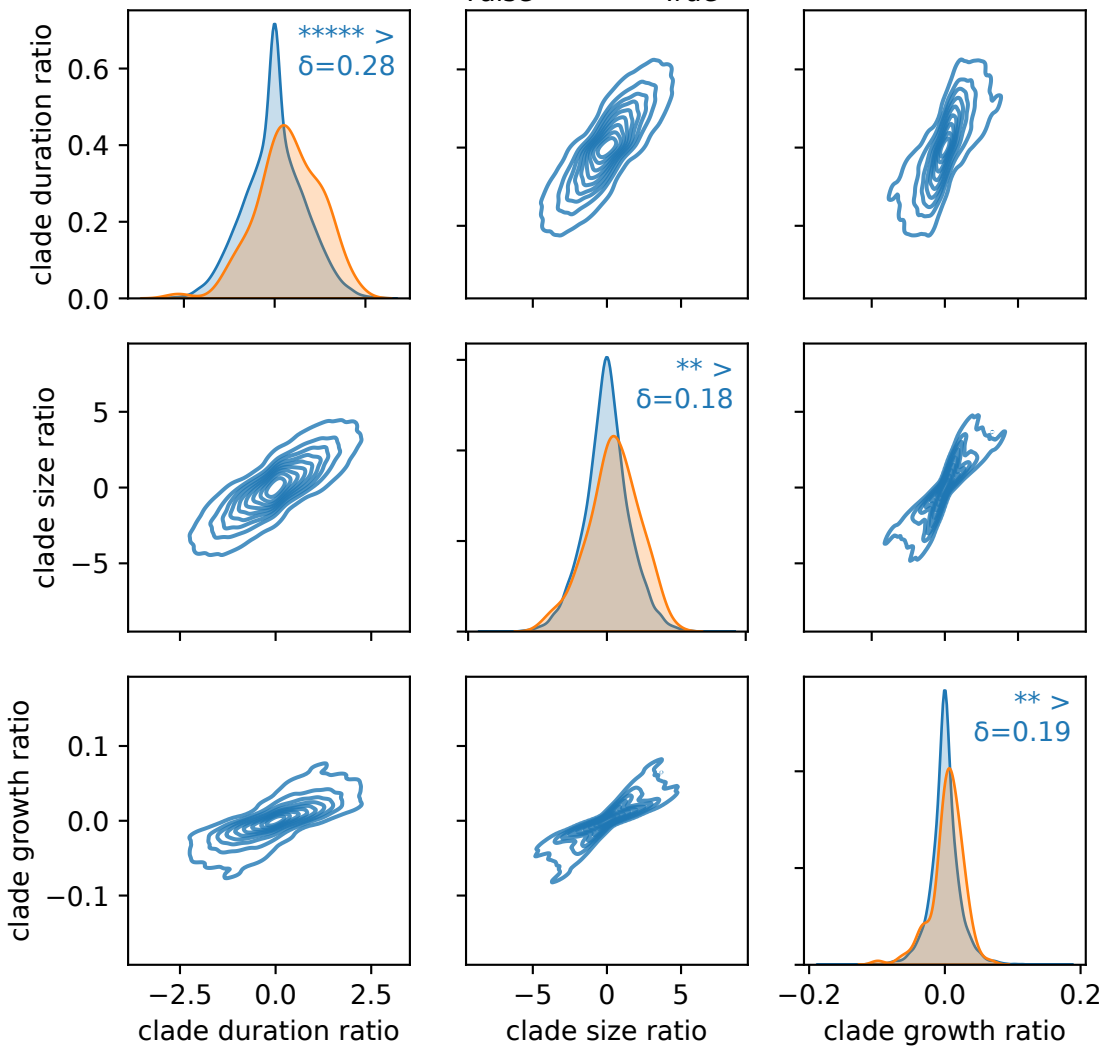 clade duration ratio
0.6
0.4
0.2
0.0
***** >
δ=0.28
clade size ratio
5
0
−5
** >
δ=0.18
clade growth ratio
0.1
0.0
−0.1
** >
δ=0.19
−2.5 0.0 2.5
−5 0 5
−0.2 0.0 0.2
clade duration ratio
clade size ratio
clade growth ratio